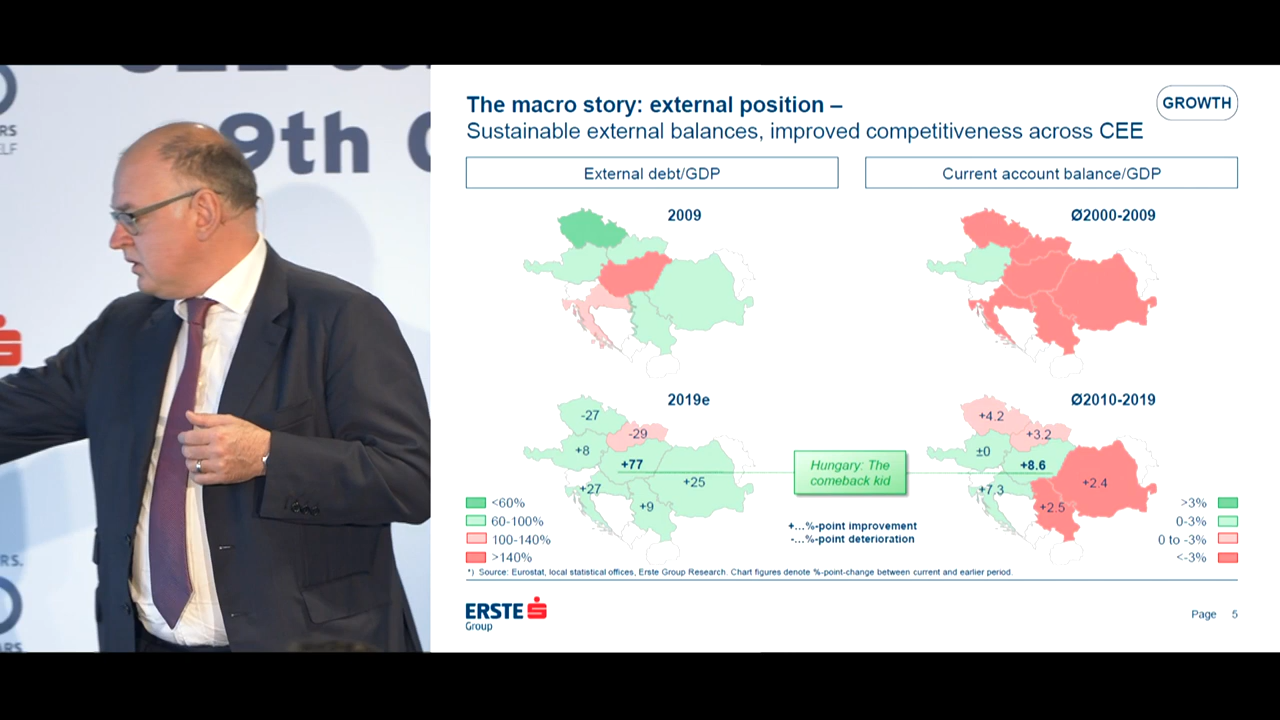 9th
RS
ELF
RS.
ARS
The macro story: external position –
Sustainable external balances, improved competitiveness across CEE
GROWTH
External debt/GDP
Current account balance/GDP
2009
Ø2000-2009
2019e
Ø2010-2019
-27
-29
+8
+77
+25
+27
+9
Hungary: The
comeback kid
+4.2
+3.2
±0
+8.6
+2.4
+7.3
+2.5
<60%
60-100%
100-140%
>140%
+...%-point improvement
-...%-point deterioration
>3%
0-3%
0 to -3%
<-3%
*) Source: Eurostat, local statistical offices, Erste Group Research. Chart figures denote %-point-change between current and earlier period.
ERSTE
Group
Page 5